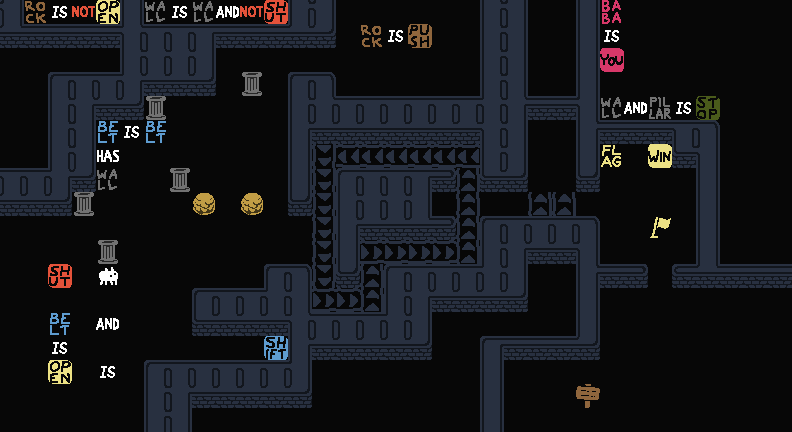 ROCK IS NOT OPEN WALL IS WALL AND NOT SHUT
BABA
ROCK IS PUSH
IS
YOU
WALL AND PILLAR IS STOP
BELT IS BELT
HAS
FLAG WIN
WALL
SHUT
BELT AND
IS
SHIFT
OPEN IS